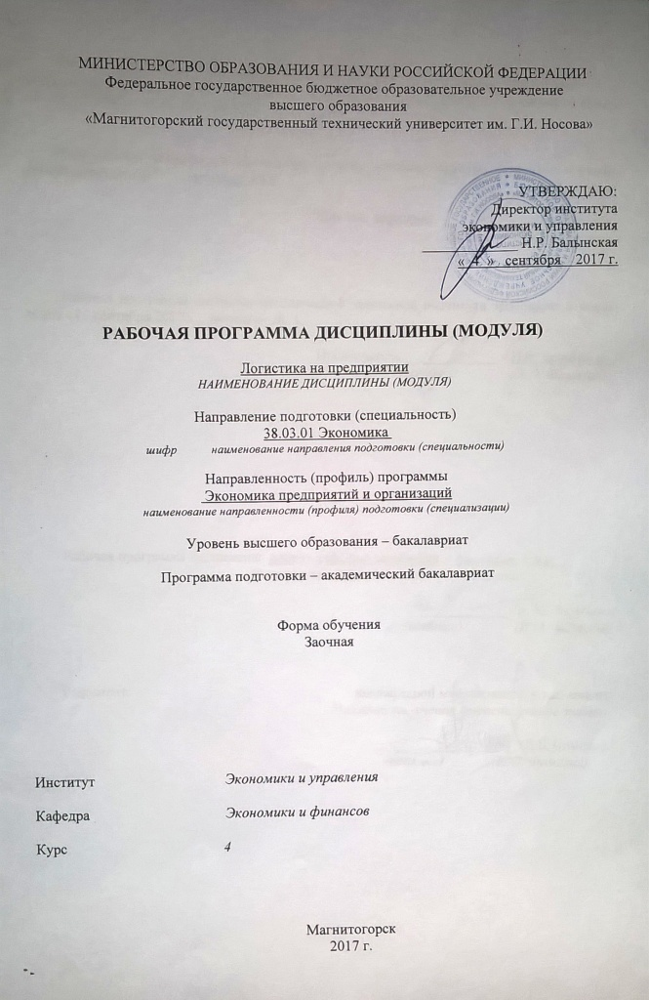 МИНИСТЕРСТВО ОБРАЗОВАНИЯ И НАУКИ РОССИЙСКОЙ ФЕДЕРАЦИИ
Федеральное государственное бюджетное образовательное учреждение
высшего образования
«Магнитогорский государственный технический университет им. Г.И. Носова»
УТВЕРЖДАЮ:
Директор института
экономики и управления
Н.Р. Балынская
« 4 » сентября 2017 г.
РАБОЧАЯ ПРОГРАММА ДИСЦИПЛИНЫ (МОДУЛЯ)
Логистика на предприятии
НАИМЕНОВАНИЕ ДИСЦИПЛИНЫ (МОДУЛЯ)
Направление подготовки (специальность)
38.03.01 Экономика
шифр наименование направления подготовки (специальности)
Направленность (профиль) программы
Экономика предприятий и организаций
наименование направленности (профиля) подготовки (специализации)
Уровень высшего образования – бакалавриат
Программа подготовки – академический бакалавриат
Форма обучения
Заочная
Институт Экономики и управления
Кафедра Экономики и финансов
Курс 4
Магнитогорск
2017 г.